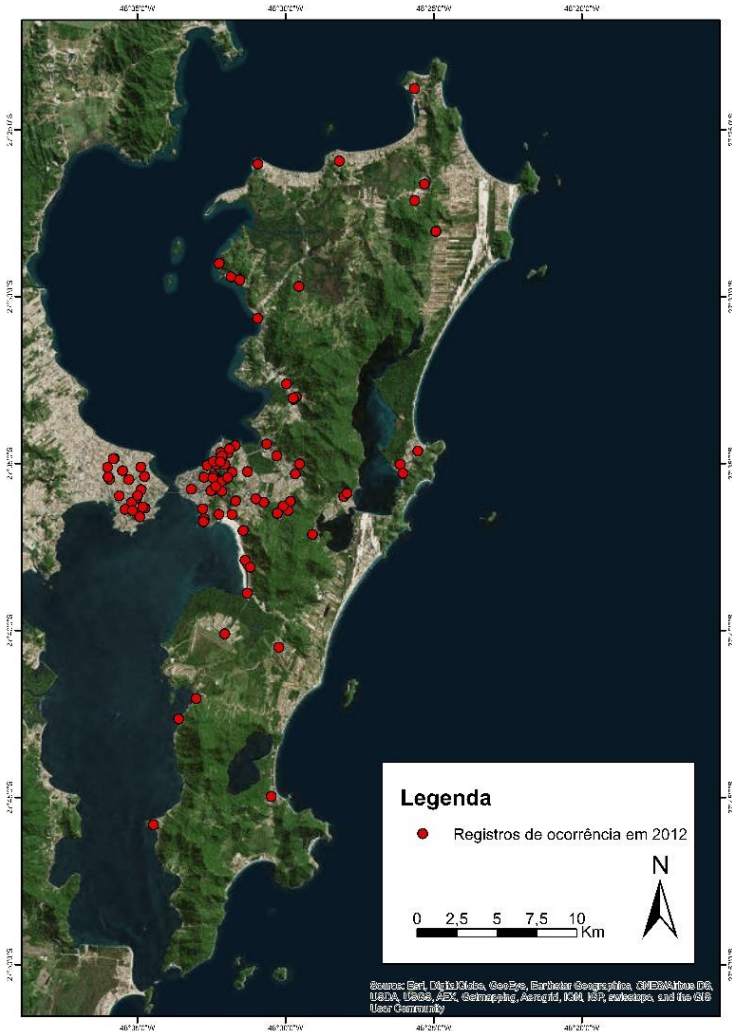 Legenda
Registros de ocorrência em 2012
N
0 2,5 5 7,5 10
Km
Source: Esri, DigitalGlobe, GeoEye, Earthstar Geographics, CNES/Airbus DS,
USDA, USGS, AEX, Getmapping, Aerogrid, IGN, IGP, swisstopo, and the GIS
User Community